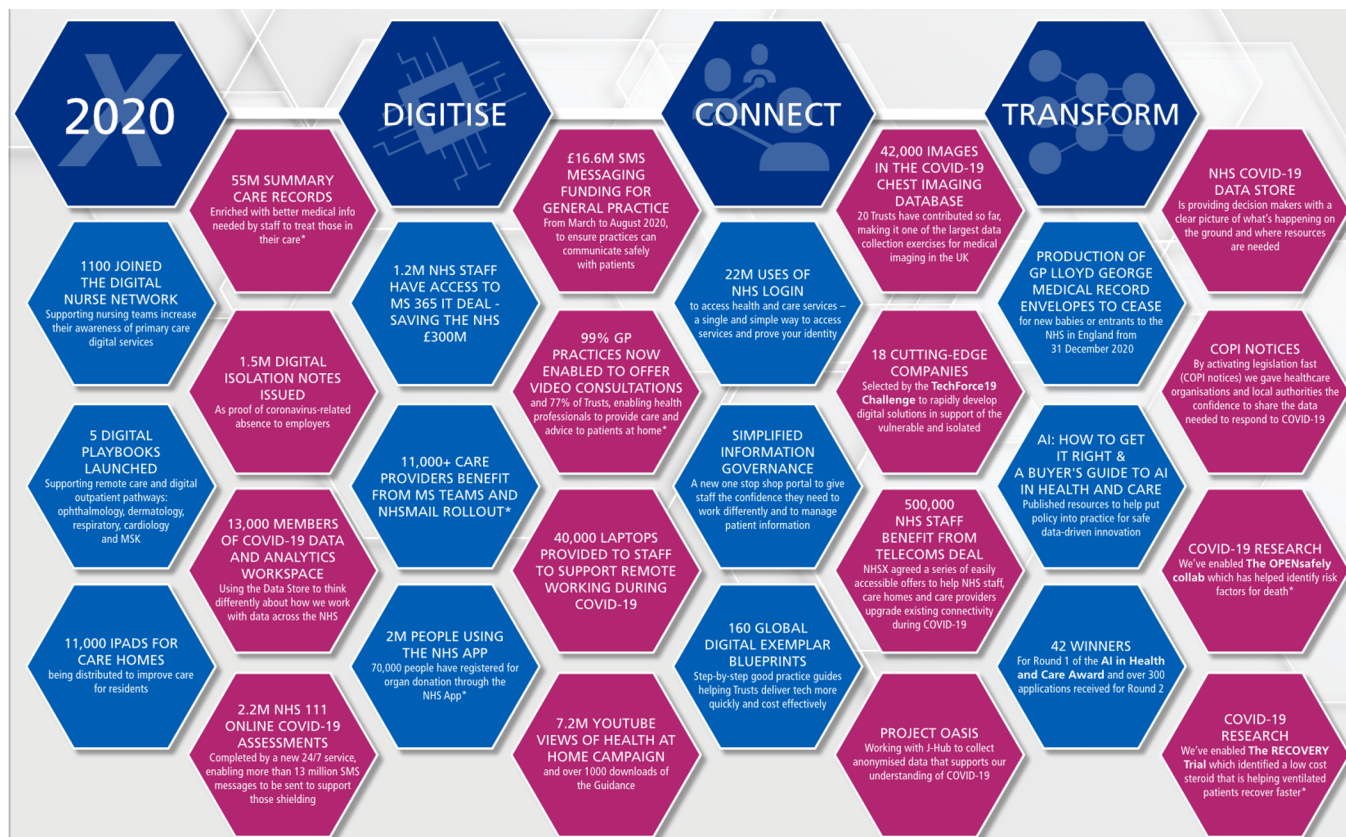 2020
DIGITISE
CONNECT
TRANSFORM
55M SUMMARY
CARE RECORDS
Enriched with better medical info
needed by staff to treat those in
their care*
£16.6M SMS
MESSAGING
FUNDING FOR
GENERAL PRACTICE
From March to August 2020,
to ensure practices can
communicate safely
with patients
42,000 IMAGES
IN THE COVID-19
CHEST IMAGING
DATABASE
20 Trusts have contributed so far,
making it one of the largest data
collection exercises for medical
imaging in the UK
NHS COVID-19
DATA STORE
Is providing decision makers with a
clear picture of what's happening on
the ground and where resources
are needed
1100 JOINED
THE DIGITAL
NURSE NETWORK
Supporting nursing teams increase
their awareness of primary care
digital services
1.2M NHS STAFF
HAVE ACCESS TO
MS 365 IT DEAL -
SAVING THE NHS
£300M
22M USES OF
NHS LOGIN
to access health and care services –
a single and simple way to access
services and prove your identity
PRODUCTION OF
GP LLOYD GEORGE
MEDICAL RECORD
ENVELOPES TO CEASE
for new babies or entrants to the
NHS in England from
31 December 2020
1.5M DIGITAL
ISOLATION NOTES
ISSUED
As proof of coronavirus-related
absence to employers
99% GP
PRACTICES NOW
ENABLED TO OFFER
VIDEO CONSULTATIONS
and 77% of Trusts, enabling health
professionals to provide care and
advice to patients at home*
18 CUTTING-EDGE
COMPANIES
Selected by the TechForce19
Challenge to rapidly develop
digital solutions in support of the
vulnerable and isolated
COPI NOTICES
By activating legislation fast
(COPI notices) we gave healthcare
organisations and local authorities the
confidence to share the data
needed to respond to COVID-19
5 DIGITAL
PLAYBOOKS
LAUNCHED
Supporting remote care and digital
outpatient pathways:
ophthalmology, dermatology,
respiratory, cardiology
and MSK
11,000+ CARE
PROVIDERS BENEFIT
FROM MS TEAMS AND
NHSMAIL ROLLOUT*
SIMPLIFIED
INFORMATION
GOVERNANCE
A new one stop shop portal to give
staff the confidence they need to
work differently and to manage
patient information
AI: HOW TO GET
IT RIGHT &
A BUYER'S GUIDE TO AI
IN HEALTH AND CARE
Published resources to help put
policy into practice for safe
data-driven innovation
13,000 MEMBERS
OF COVID-19 DATA
AND ANALYTICS
WORKSPACE
Using the Data Store to think
differently about how we work
with data across the NHS
40,000 LAPTOPS
PROVIDED TO STAFF
TO SUPPORT REMOTE
WORKING DURING
COVID-19
500,000
NHS STAFF
BENEFIT FROM
TELECOMS DEAL
NHSX agreed a series of easily
accessible offers to help NHS staff,
care homes and care providers
upgrade existing connectivity
during COVID-19
COVID-19 RESEARCH
We've enabled The OPENsafely
collab which has helped identify risk
factors for death*
11,000 IPADS FOR
CARE HOMES
being distributed to improve care
for residents
2M PEOPLE USING
THE NHS APP
70,000 people have registered for
organ donation through the
NHS App*
160 GLOBAL
DIGITAL EXEMPLAR
BLUEPRINTS
Step-by-step good practice guides
helping Trusts deliver tech more
quickly and cost effectively
42 WINNERS
For Round 1 of the AI in Health
and Care Award and over 300
applications received for Round 2
2.2M NHS 111
ONLINE COVID-19
ASSESSMENTS
Completed by a new 24/7 service,
enabling more than 13 million SMS
messages to be sent to support
those shielding
7.2M YOUTUBE
VIEWS OF HEALTH AT
HOME CAMPAIGN
and over 1000 downloads of
the Guidance
PROJECT OASIS
Working with J-Hub to collect
anonymised data that supports our
understanding of COVID-19
COVID-19
RESEARCH
We've enabled The RECOVERY
Trial which identified a low cost
steroid that is helping ventilated
patients recover faster*